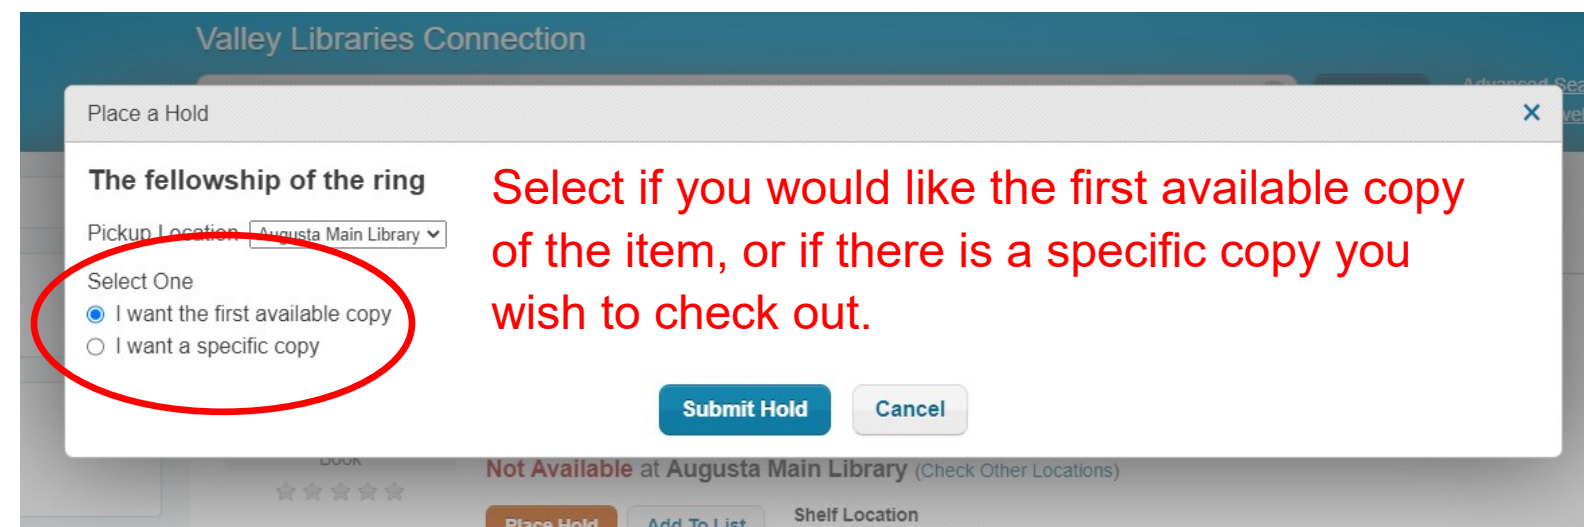 Valley Libraries Connection
Advanced Sea
Place a Hold
×
The fellowship of the ring
Pickup Location Augusta Main Library
Select One
I want the first available copy
I want a specific copy
Select if you would like the first available copy
of the item, or if there is a specific copy you
wish to check out.
Submit Hold Cancel
Book
Not Available at Augusta Main Library (Check Other Locations)
Place Hold Add To List Shelf Location